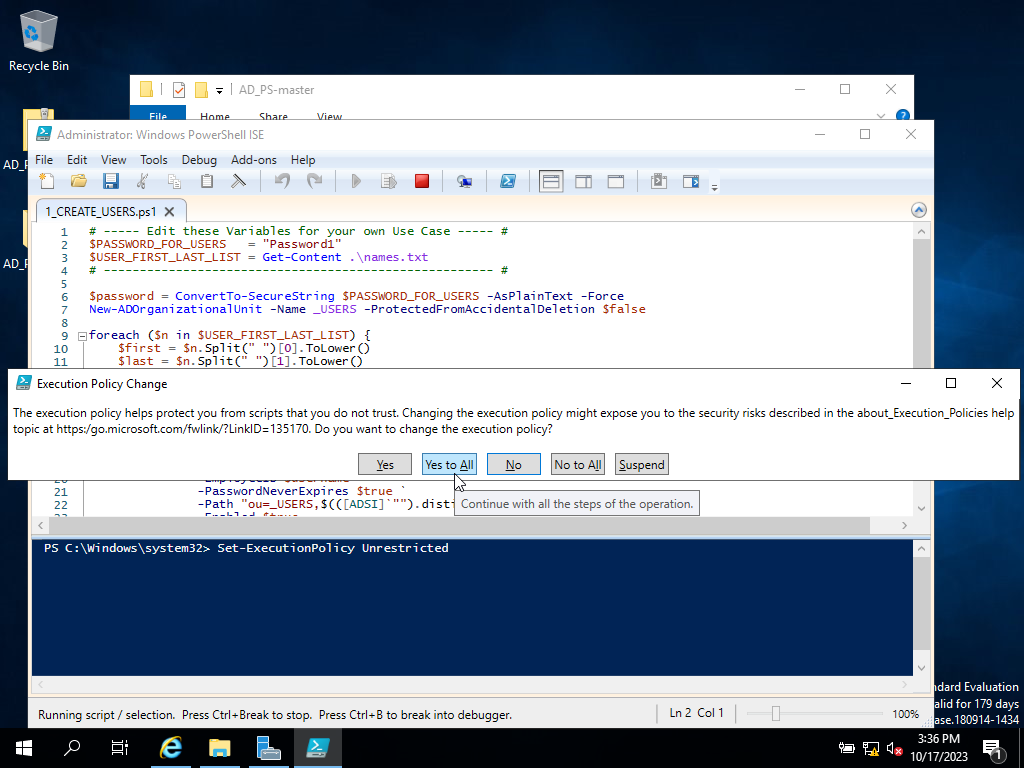 Recycle Bin
AD_PS-master
File Home Share View
AD_P
AD_P
Administrator: Windows PowerShell ISE
File Edit View Tools Debug Add-ons Help
1_CREATE_USERS.ps1
1 # ----- Edit these Variables for your own Use Case ----- #
2 $PASSWORD_FOR_USERS = "Password1"
3 $USER_FIRST_LAST_LIST = Get-Content .\names.txt
4 # ------------------------------------------------------ #
5
6 $password = ConvertTo-SecureString $PASSWORD_FOR_USERS -AsPlainText -Force
7 New-ADOrganizationalUnit -Name _USERS -ProtectedFromAccidentalDeletion $false
8
9 foreach ($n in $USER_FIRST_LAST_LIST) {
10 $first = $n.Split(" ")[0].ToLower()
11 $last = $n.Split(" ")[1].ToLower()
Execution Policy Change
The execution policy helps protect you from scripts that you do not trust. Changing the execution policy might expose you to the security risks described in the about_Execution_Policies help
topic at https:/go.microsoft.com/fwlink/?LinkID=135170. Do you want to change the execution policy?
Yes Yes to All No No to All Suspend
21 -PasswordNeverExpires $true `
22 -Path "ou=_USERS,$(([ADSI]`"").disti
Continue with all the steps of the operation.
PS C:\Windows\system32> Set-ExecutionPolicy Unrestricted
Running script / selection. Press Ctrl+Break to stop. Press Ctrl+B to break into debugger.
Ln 2 Col 1
100%
ndard Evaluation
alid for 179 days
ase.180914-1434
3:36 PM
10/17/2023
1